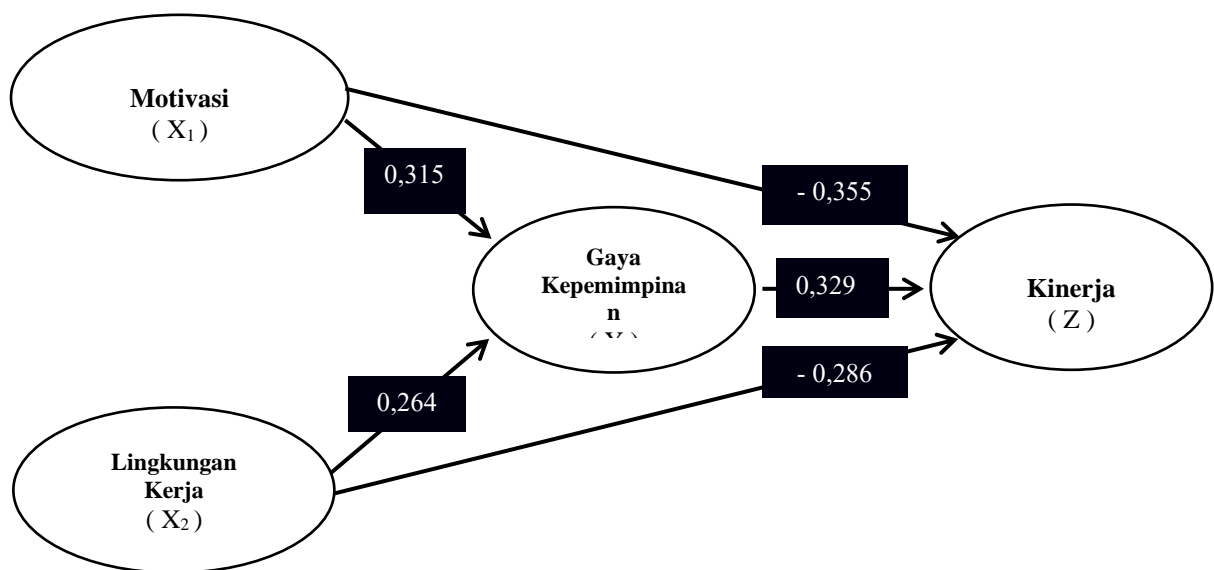 Motivasi
( X₁ )
0,315
- 0,355
Gaya
Kepemimpina
n
0,329
Kinerja
( Z )
- 0,286
0,264
Lingkungan
Kerja
( X₂ )